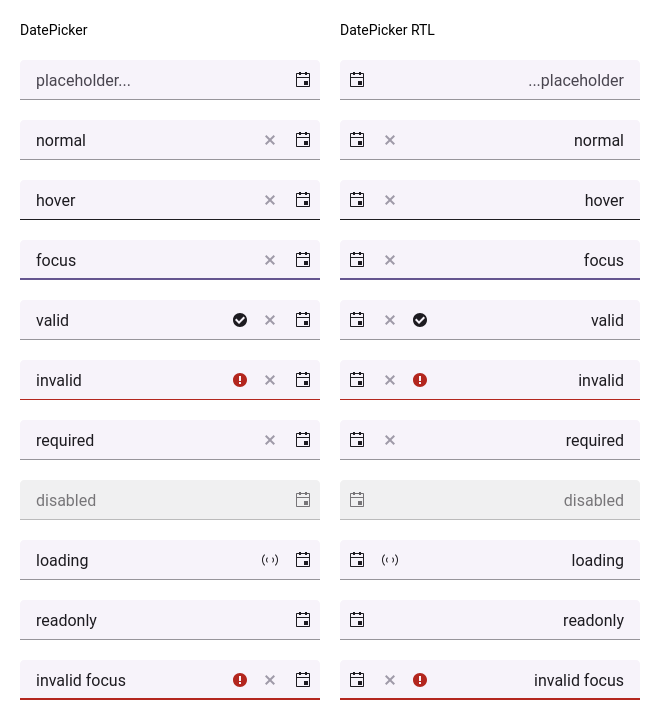 DatePicker
DatePicker RTL
placeholder...
...placeholder
normal
normal
hover
hover
focus
focus
valid
valid
invalid
invalid
required
required
disabled
disabled
loading
loading
readonly
readonly
invalid focus
invalid focus